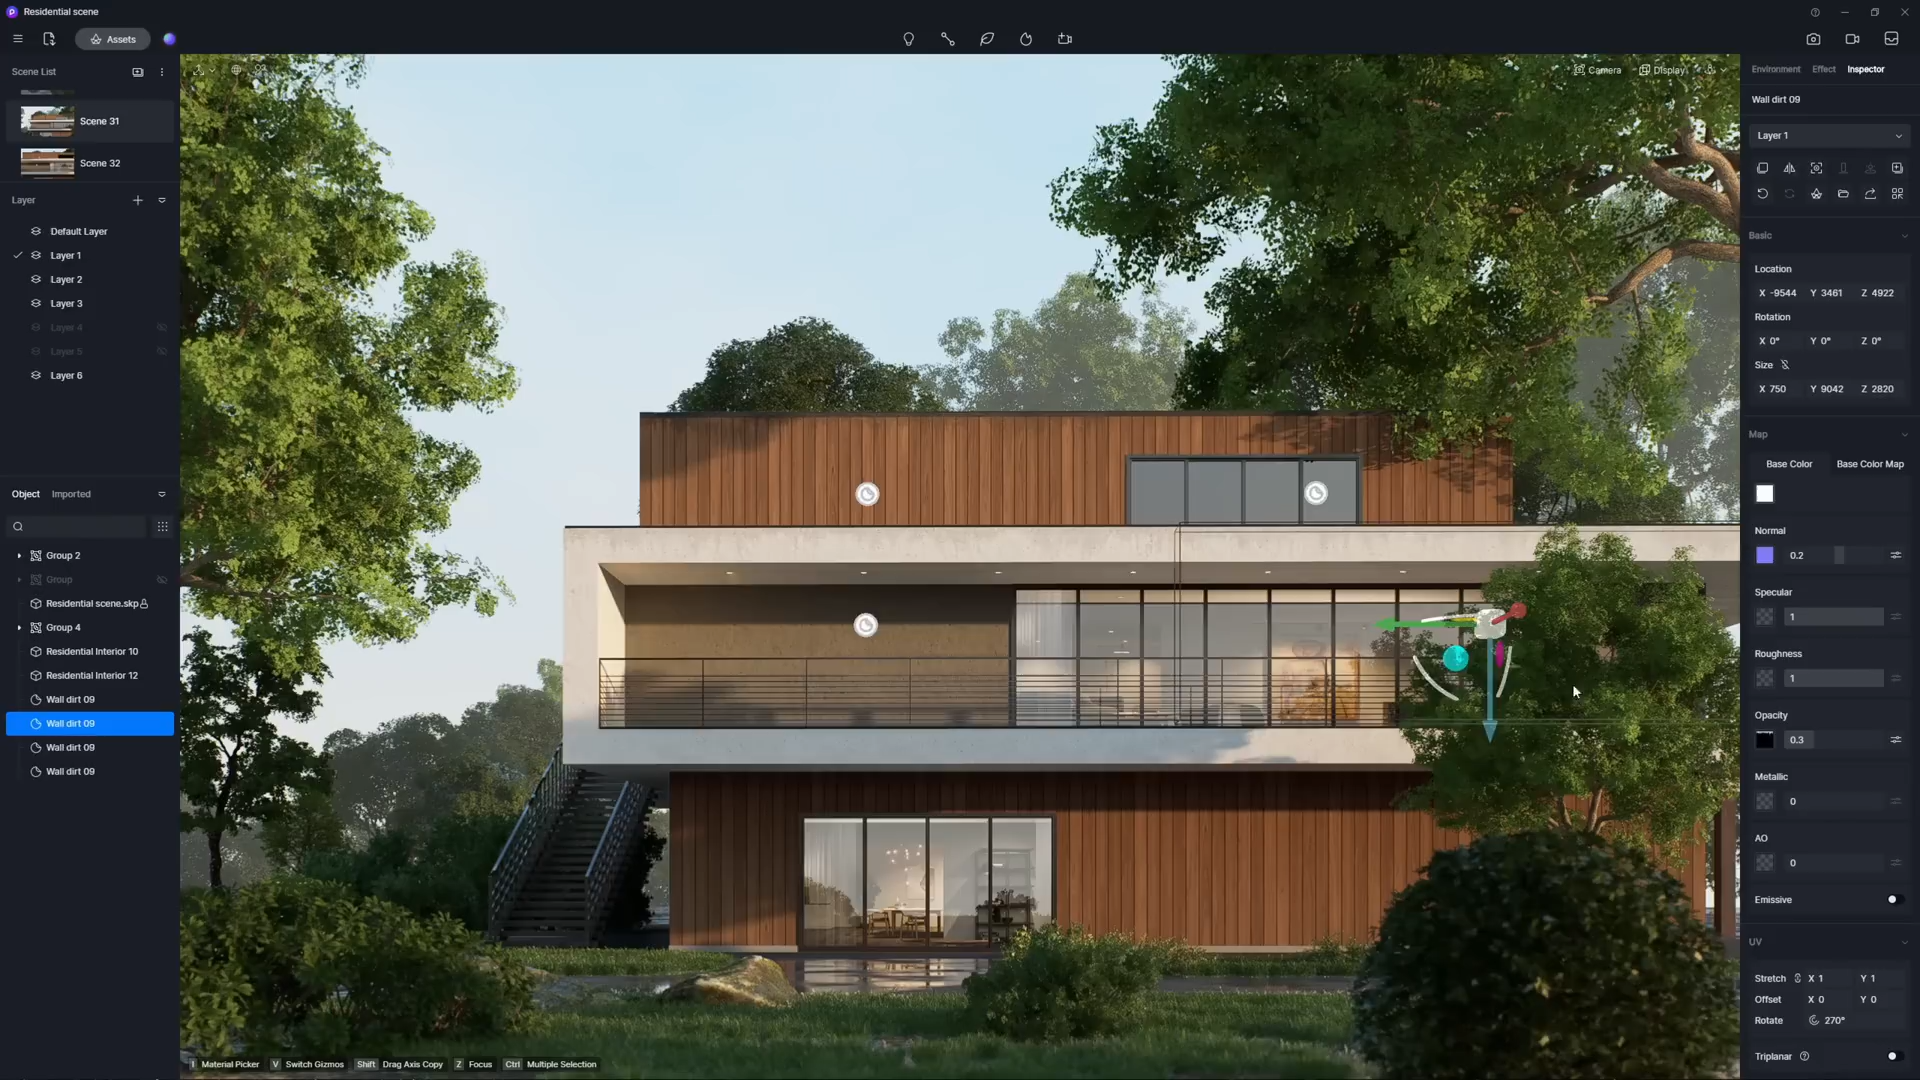 Residential scene
Assets
Scene List
Scene 31
Scene 32
Layer
Default Layer
Layer 1
Layer 2
Layer 3
Layer 4
Layer 5
Layer 6
Object Imported
Group 2
Group
Residential scene.skp
Group 4
Residential Interior 10
Residential Interior 12
Wall dirt 09
Wall dirt 09
Wall dirt 09
Wall dirt 09
Camera Display
I Material Picker V Switch Gizmos Shift Drag Axis Copy Z Focus Ctrl Multiple Selection
Environment Effect Inspector
Wall dirt 09
Layer 1
Basic
Location
X -9544 Y 3461 Z 4922
Rotation
X 0° Y 0° Z 0°
Size
X 750 Y 9042 Z 2820
Map
Base Color Base Color Map
Normal
0.2
Specular
1
Roughness
1
Opacity
0.3
Metallic
0
AO
0
Emissive
UV
Stretch X 1 Y 1
Offset X 0 Y 0
Rotate 270°
Triplanar